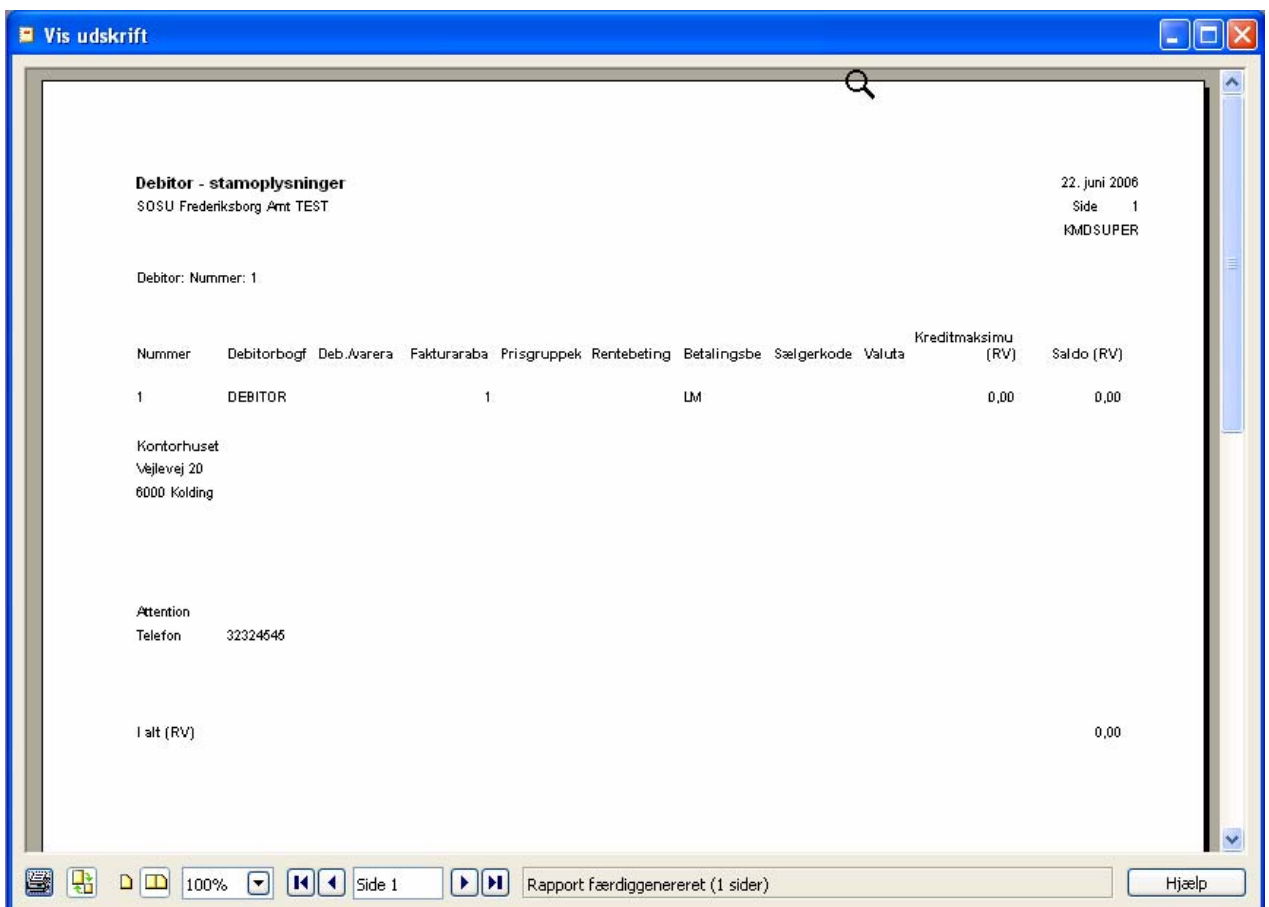 Vis udskrift
Debitor - stamoplysninger 22. juni 2006
SOSU Frederiksborg Amt TEST Side 1
KMDSUPER
Debitor: Nummer: 1
Kreditmaksimu
Nummer Debitorbogf Deb./varera Fakturaraba Prisgruppek Rentebeting Betalingsbe Sælgerkode Valuta (RV) Saldo (RV)
1 DEBITOR 1 LM 0,00 0,00
Kontorhuset
Vejlevej 20
6000 Kolding
Attention
Telefon 32324545
I alt (RV) 0,00
100% Side 1 Rapport færdiggenereret (1 sider) Hjælp